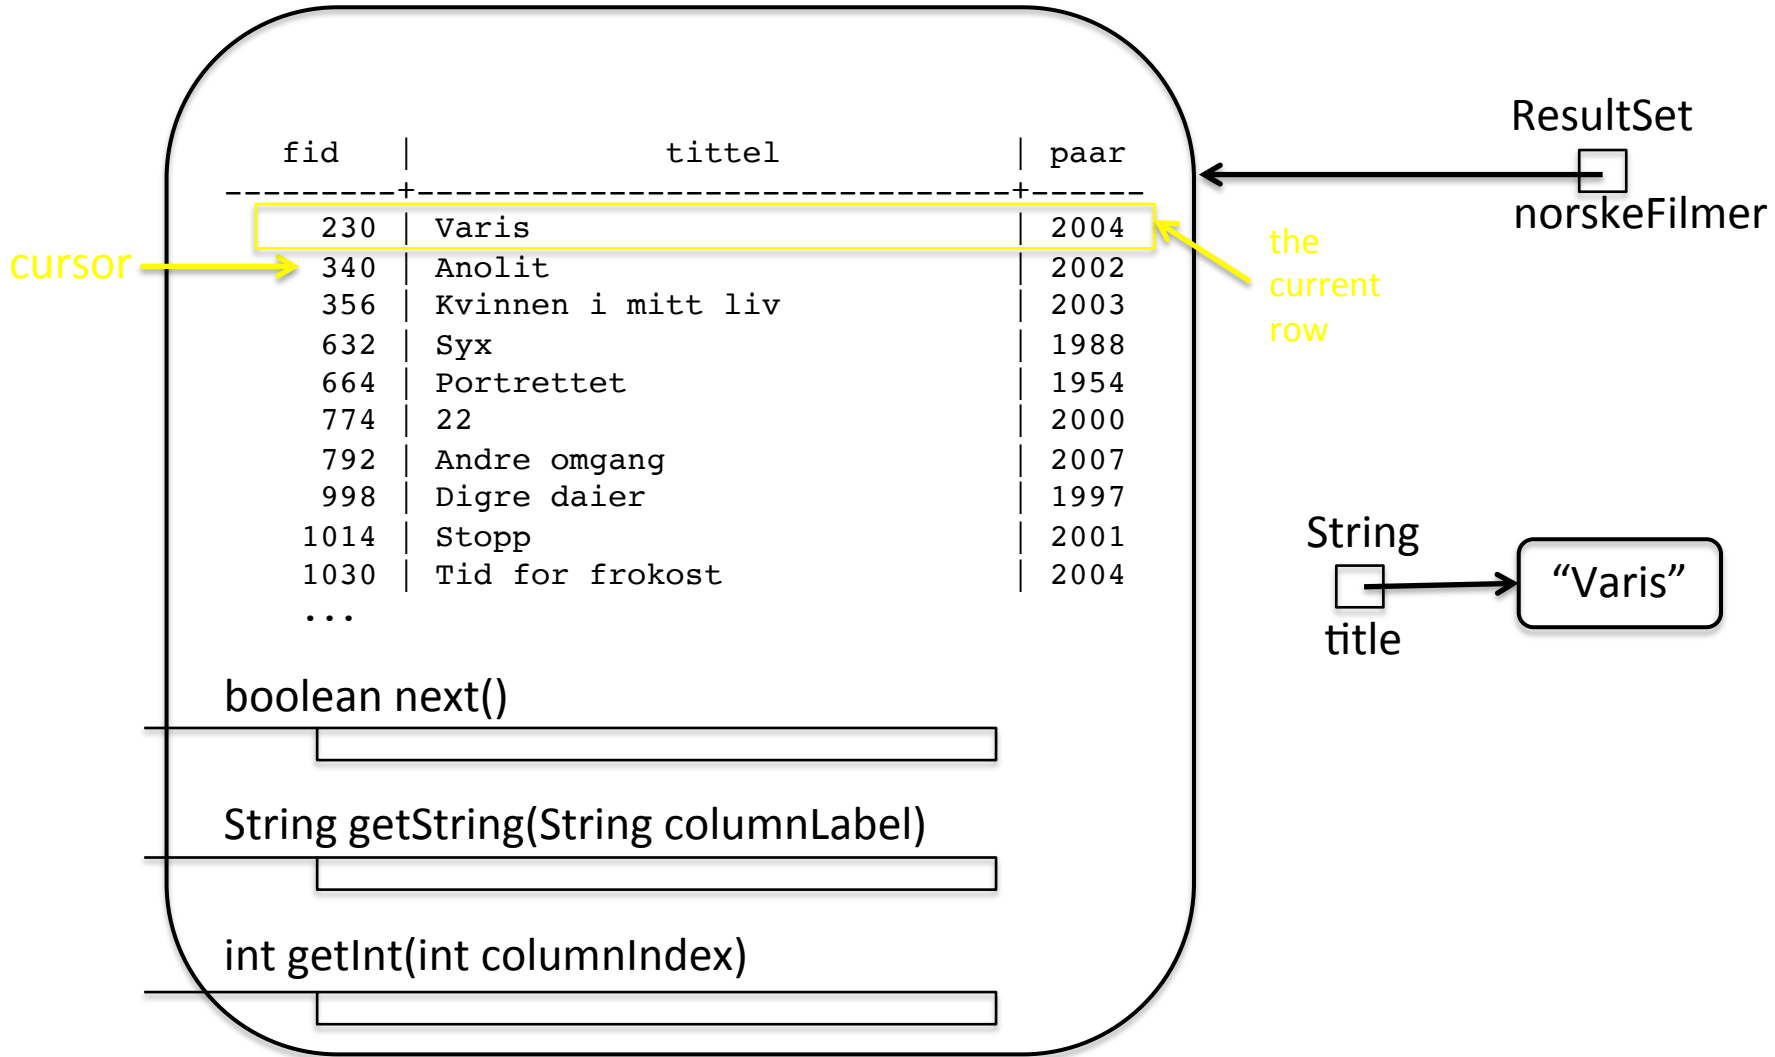 fid | tittel | paar
---------+-------------------------------+------
230 | Varis | 2004
340 | Anolit | 2002
356 | Kvinnen i mitt liv | 2003
632 | Syx | 1988
664 | Portrettet | 1954
774 | 22 | 2000
792 | Andre omgang | 2007
998 | Digre daier | 1997
1014 | Stopp | 2001
1030 | Tid for frokost | 2004
...
cursor
the
current
row
ResultSet
norskeFilmer
String
title
“Varis”
boolean next()
String getString(String columnLabel)
int getInt(int columnIndex)